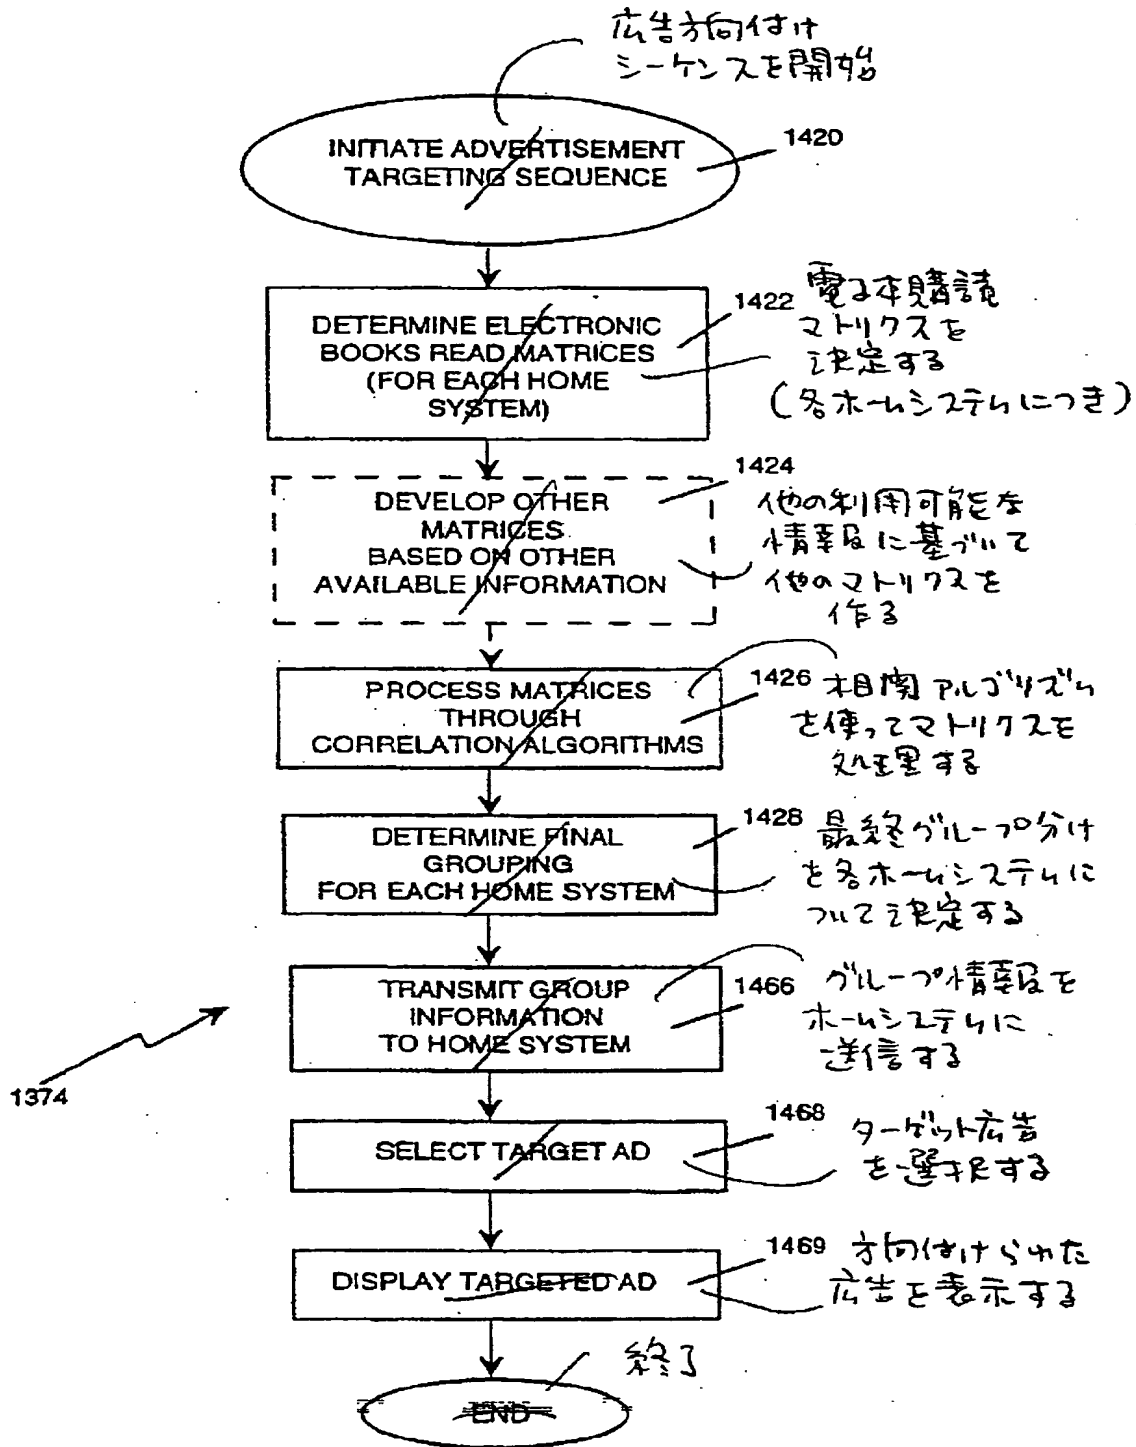 広告方向付け
シーケンスを開始
INITIATE ADVERTISEMENT
TARGETING SEQUENCE
1420
DETERMINE ELECTRONIC
BOOKS READ MATRICES
(FOR EACH HOME
SYSTEM)
1422
電子本購読
マトリクスを
決定する
(各ホームシステムにつき)
DEVELOP OTHER
MATRICES
BASED ON OTHER
AVAILABLE INFORMATION
1424
他の利用可能な
情報に基づいて
他のマトリクスを
作る
PROCESS MATRICES
THROUGH
CORRELATION ALGORITHMS
1426
相関アルゴリズム
を使ってマトリクスを
処理する
DETERMINE FINAL
GROUPING
FOR EACH HOME SYSTEM
1428
最終グループ分け
を各ホームシステムに
ついて決定する
TRANSMIT GROUP
INFORMATION
TO HOME SYSTEM
1466
グループ情報を
ホームシステムに
送信する
1374
SELECT TARGET AD
1468
ターゲット広告
を選択する
DISPLAY TARGETED AD
1469
方向付けられた
広告を表示する
END
終了